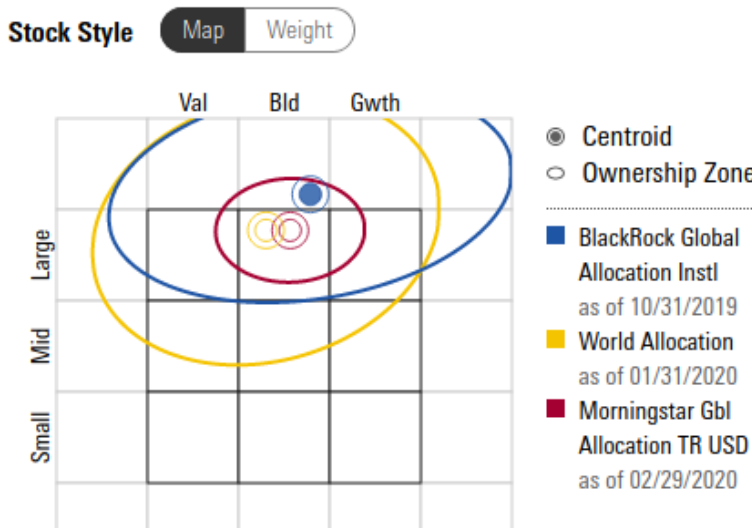 Stock Style
Map
Weight
Val
Bld
Gwth
Large
Mid
Small
Centroid
Ownership Zone
BlackRock Global
Allocation Instl
as of 10/31/2019
World Allocation
as of 01/31/2020
Morningstar Gbl
Allocation TR USD
as of 02/29/2020